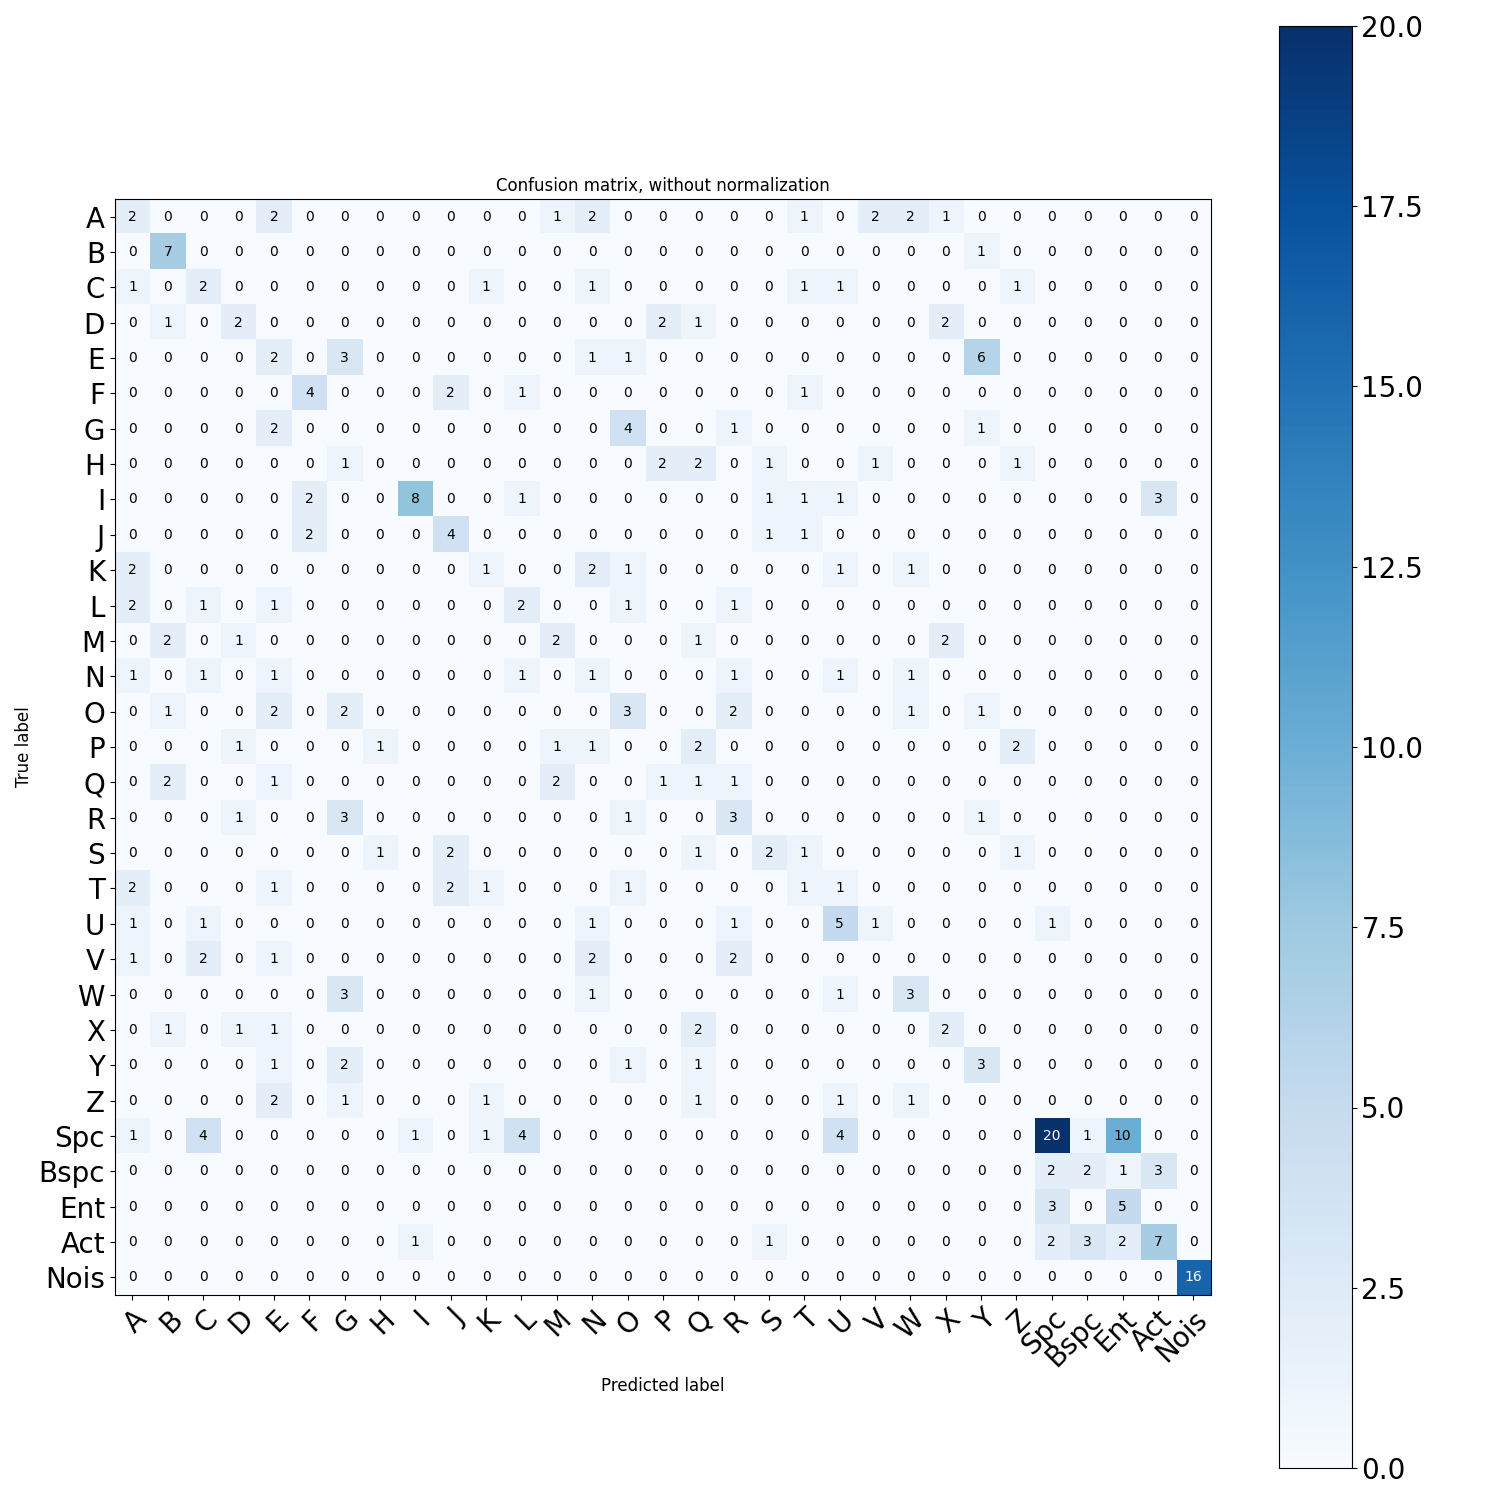 Confusion matrix, without normalization
A 2 0 0 0 2 0 0 0 0 0 0 0 1 2 0 0 0 0 0 1 0 2 2 1 0 0 0 0 0 0 0
B 0 7 0 0 0 0 0 0 0 0 0 0 0 0 0 0 0 0 0 0 0 0 0 0 1 0 0 0 0 0 0
C 1 0 2 0 0 0 0 0 0 0 1 0 0 1 0 0 0 0 0 1 1 0 0 0 0 1 0 0 0 0 0
D 0 1 0 2 0 0 0 0 0 0 0 0 0 0 0 2 1 0 0 0 0 0 0 2 0 0 0 0 0 0 0
E 0 0 0 0 2 0 3 0 0 0 0 0 0 1 1 0 0 0 0 0 0 0 0 0 6 0 0 0 0 0 0
F 0 0 0 0 0 4 0 0 0 2 0 1 0 0 0 0 0 0 0 1 0 0 0 0 0 0 0 0 0 0 0
G 0 0 0 0 2 0 0 0 0 0 0 0 0 0 4 0 0 1 0 0 0 0 0 0 1 0 0 0 0 0 0
H 0 0 0 0 0 0 1 0 0 0 0 0 0 0 0 2 2 0 1 0 0 1 0 0 0 1 0 0 0 0 0
I 0 0 0 0 0 2 0 0 8 0 0 1 0 0 0 0 0 0 1 1 1 0 0 0 0 0 0 0 0 3 0
J 0 0 0 0 0 2 0 0 0 4 0 0 0 0 0 0 0 0 1 1 0 0 0 0 0 0 0 0 0 0 0
K 2 0 0 0 0 0 0 0 0 0 1 0 0 2 1 0 0 0 0 0 1 0 1 0 0 0 0 0 0 0 0
L 2 0 1 0 1 0 0 0 0 0 0 2 0 0 1 0 0 1 0 0 0 0 0 0 0 0 0 0 0 0 0
M 0 2 0 1 0 0 0 0 0 0 0 0 2 0 0 0 1 0 0 0 0 0 0 2 0 0 0 0 0 0 0
N 1 0 1 0 1 0 0 0 0 0 0 1 0 1 0 0 0 1 0 0 1 0 1 0 0 0 0 0 0 0 0
O 0 1 0 0 2 0 2 0 0 0 0 0 0 0 3 0 0 2 0 0 0 0 1 0 1 0 0 0 0 0 0
P 0 0 0 1 0 0 0 1 0 0 0 0 1 1 0 0 2 0 0 0 0 0 0 0 0 2 0 0 0 0 0
Q 0 2 0 0 1 0 0 0 0 0 0 0 2 0 0 1 1 1 0 0 0 0 0 0 0 0 0 0 0 0 0
R 0 0 0 1 0 0 3 0 0 0 0 0 0 0 1 0 0 3 0 0 0 0 0 0 1 0 0 0 0 0 0
S 0 0 0 0 0 0 0 1 0 2 0 0 0 0 0 0 1 0 2 1 0 0 0 0 0 1 0 0 0 0 0
T 2 0 0 0 1 0 0 0 0 2 1 0 0 0 1 0 0 0 0 1 1 0 0 0 0 0 0 0 0 0 0
U 1 0 1 0 0 0 0 0 0 0 0 0 0 1 0 0 0 1 0 0 5 1 0 0 0 0 1 0 0 0 0
V 1 0 2 0 1 0 0 0 0 0 0 0 0 2 0 0 0 2 0 0 0 0 0 0 0 0 0 0 0 0 0
W 0 0 0 0 0 0 3 0 0 0 0 0 0 1 0 0 0 0 0 0 1 0 3 0 0 0 0 0 0 0 0
X 0 1 0 1 1 0 0 0 0 0 0 0 0 0 0 0 2 0 0 0 0 0 0 2 0 0 0 0 0 0 0
Y 0 0 0 0 1 0 2 0 0 0 0 0 0 0 1 0 1 0 0 0 0 0 0 0 3 0 0 0 0 0 0
Z 0 0 0 0 2 0 1 0 0 0 1 0 0 0 0 0 1 0 0 0 1 0 1 0 0 0 0 0 0 0 0
Spc 1 0 4 0 0 0 0 0 1 0 1 4 0 0 0 0 0 0 0 0 4 0 0 0 0 0 20 1 10 0 0
Bspc 0 0 0 0 0 0 0 0 0 0 0 0 0 0 0 0 0 0 0 0 0 0 0 0 0 0 2 2 1 3 0
Ent 0 0 0 0 0 0 0 0 0 0 0 0 0 0 0 0 0 0 0 0 0 0 0 0 0 0 3 0 5 0 0
Act 0 0 0 0 0 0 0 0 1 0 0 0 0 0 0 0 0 0 1 0 0 0 0 0 0 0 2 3 2 7 0
Nois 0 0 0 0 0 0 0 0 0 0 0 0 0 0 0 0 0 0 0 0 0 0 0 0 0 0 0 0 0 0 16
A B C D E F G H I J K L M N O P Q R S T U V W X Y Z Spc Bspc Ent Act Nois
Predicted label
True label
20.0
17.5
15.0
12.5
10.0
7.5
5.0
2.5
0.0